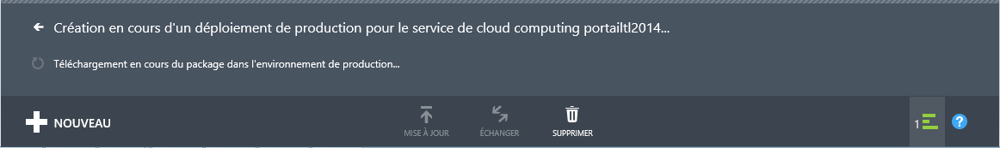 Création en cours d'un déploiement de production pour le service de cloud computing portailtl2014...
Téléchargement en cours du package dans l'environnement de production...
NOUVEAU
MISE À JOUR
ÉCHANGER
SUPPRIMER
1
?